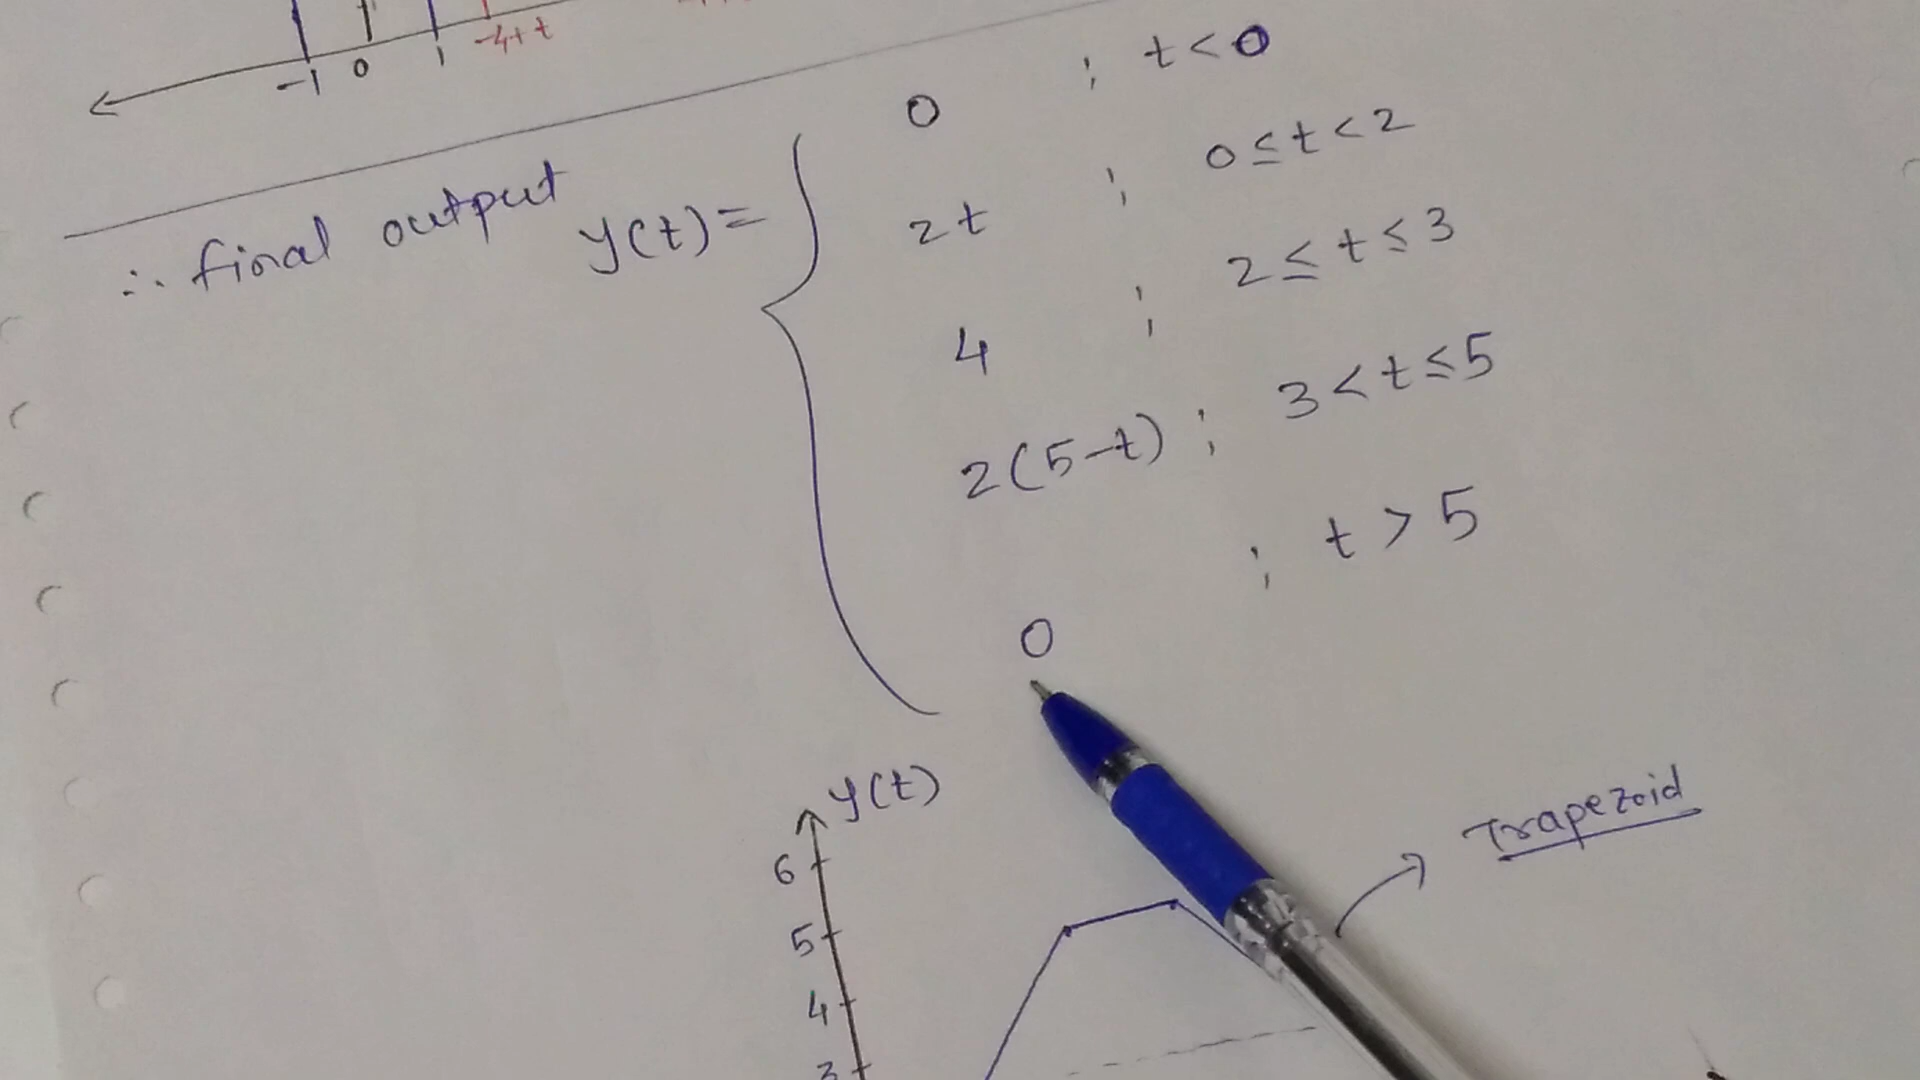 -1 0 1 -4+t
∴ final output y(t) =
0 ; t < 0
2t ; 0 ≤ t < 2
4 ; 2 ≤ t ≤ 3
2(5-t) ; 3 < t ≤ 5
0 ; t > 5
y(t)
Trapezoid
6
5
4
3